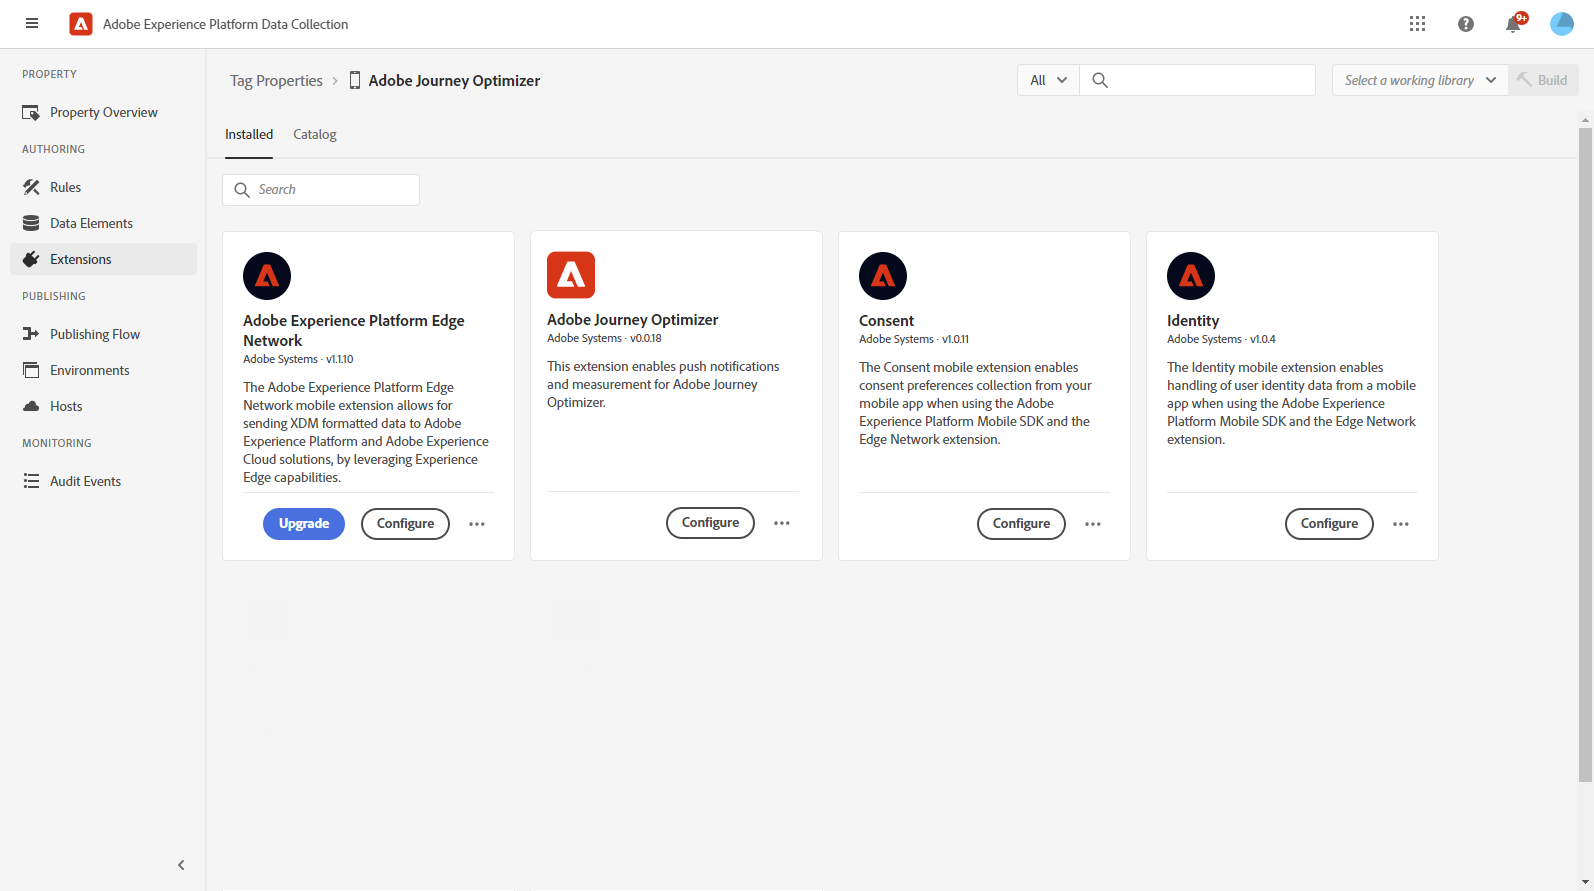 Adobe Experience Platform Data Collection
9+
PROPERTY
Property Overview
AUTHORING
Rules
Data Elements
Extensions
PUBLISHING
Publishing Flow
Environments
Hosts
MONITORING
Audit Events
Tag Properties > Adobe Journey Optimizer
All
Select a working library
Build
Installed
Catalog
Search
Adobe Experience Platform Edge
Network
Adobe Systems · v1.1.10
The Adobe Experience Platform Edge
Network mobile extension allows for
sending XDM formatted data to Adobe
Experience Platform and Adobe Experience
Cloud solutions, by leveraging Experience
Edge capabilities.
Upgrade
Configure
Adobe Journey Optimizer
Adobe Systems · v0.0.18
This extension enables push notifications
and measurement for Adobe Journey
Optimizer.
Configure
Consent
Adobe Systems · v1.0.11
The Consent mobile extension enables
consent preferences collection from your
mobile app when using the Adobe
Experience Platform Mobile SDK and the
Edge Network extension.
Configure
Identity
Adobe Systems · v1.0.4
The Identity mobile extension enables
handling of user identity data from a mobile
app when using the Adobe Experience
Platform Mobile SDK and the Edge Network
extension.
Configure